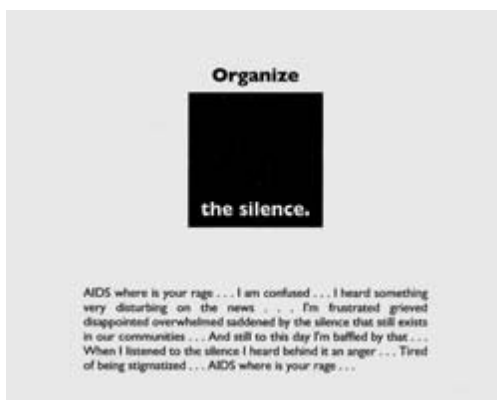 Organize
the silence.
AIDS where is your rage . . . I am confused . . . I heard something
very disturbing on the news . . . . I'm frustrated grieved
disappointed overwhelmed saddened by the silence that still exists
in our communities . . . And still to this day I'm baffled by that . . .
When I listened to the silence I heard behind it an anger . . . Tired
of being stigmatized . . . AIDS where is your rage . . .